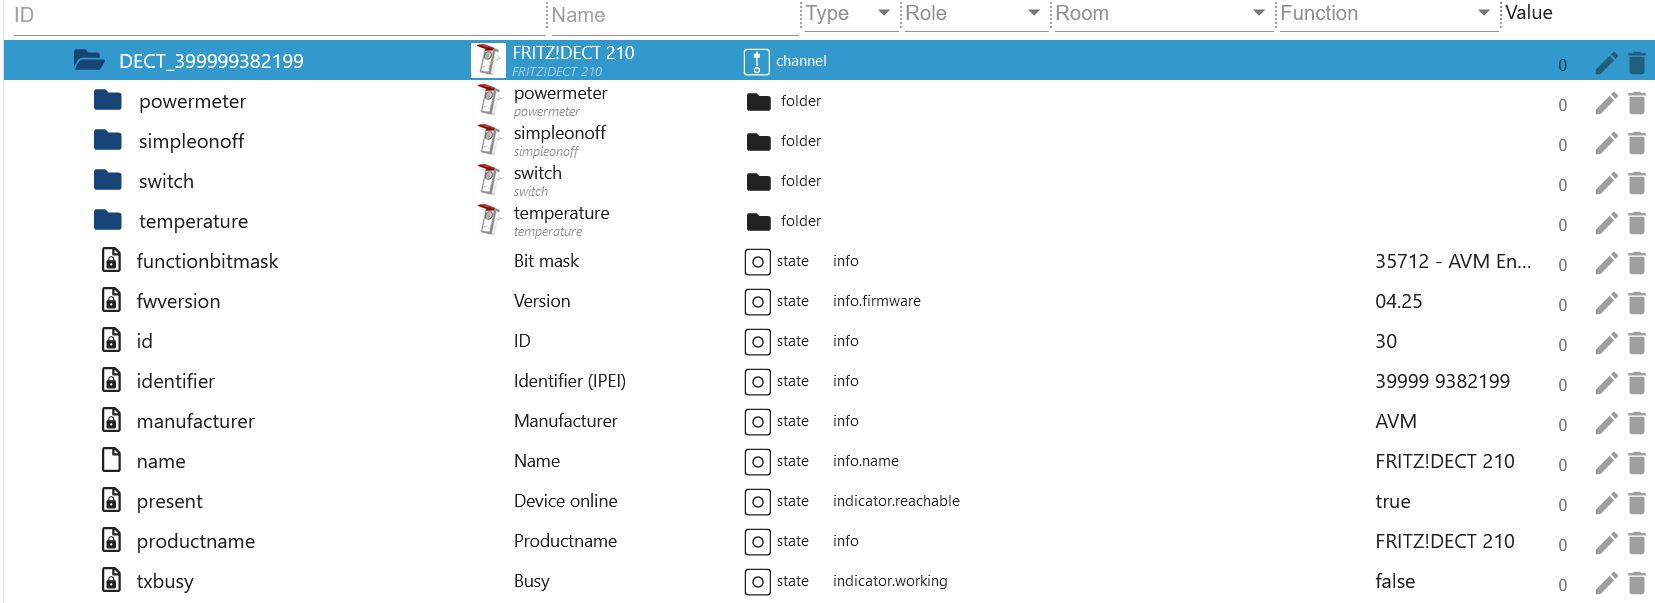 ID Name Type Role Room Function Value
DECT_399999382199 FRITZ!DECT 210 channel 0
FRITZ!DECT 210
powermeter powermeter folder 0
powermeter
simpleonoff simpleonoff folder 0
simpleonoff
switch switch folder 0
switch
temperature temperature folder 0
temperature
functionbitmask Bit mask state info 35712 - AVM En... 0
fwversion Version state info.firmware 04.25 0
id ID state info 30 0
identifier Identifier (IPEI) state info 39999 9382199 0
manufacturer Manufacturer state info AVM 0
name Name state info.name FRITZ!DECT 210 0
present Device online state indicator.reachable true 0
productname Productname state info FRITZ!DECT 210 0
txbusy Busy state indicator.working false 0